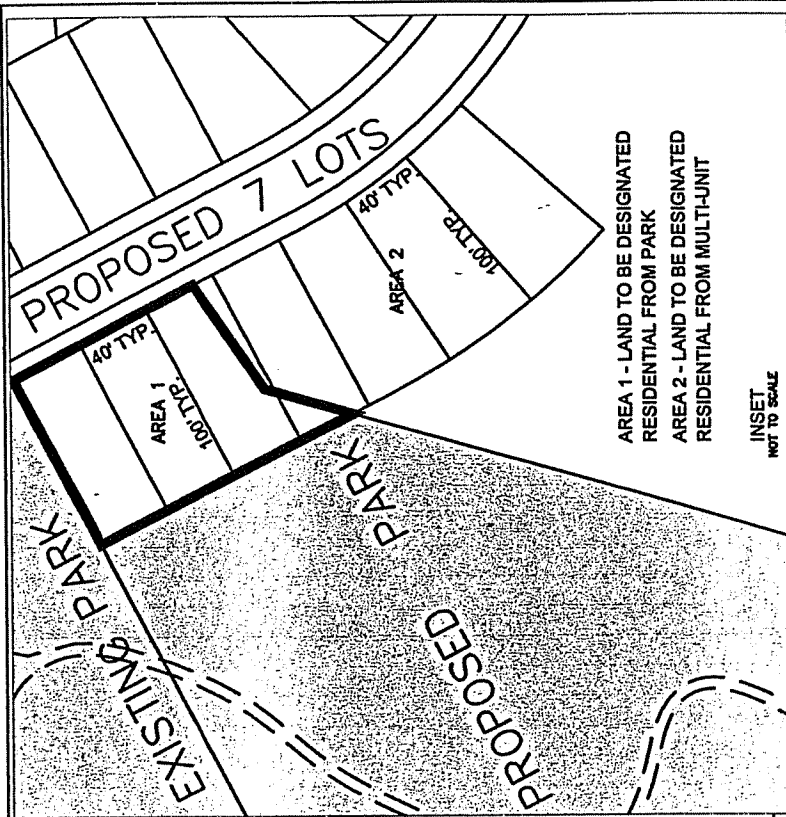 PROPOSED 7 LOTS
40' TYP.
AREA 1
100' TYP.
40' TYP.
AREA 2
100' TYP.
EXISTING PARK
PROPOSED PARK
AREA 1 - LAND TO BE DESIGNATED
RESIDENTIAL FROM PARK
AREA 2 - LAND TO BE DESIGNATED
RESIDENTIAL FROM MULTI-UNIT
INSET
NOT TO SCALE